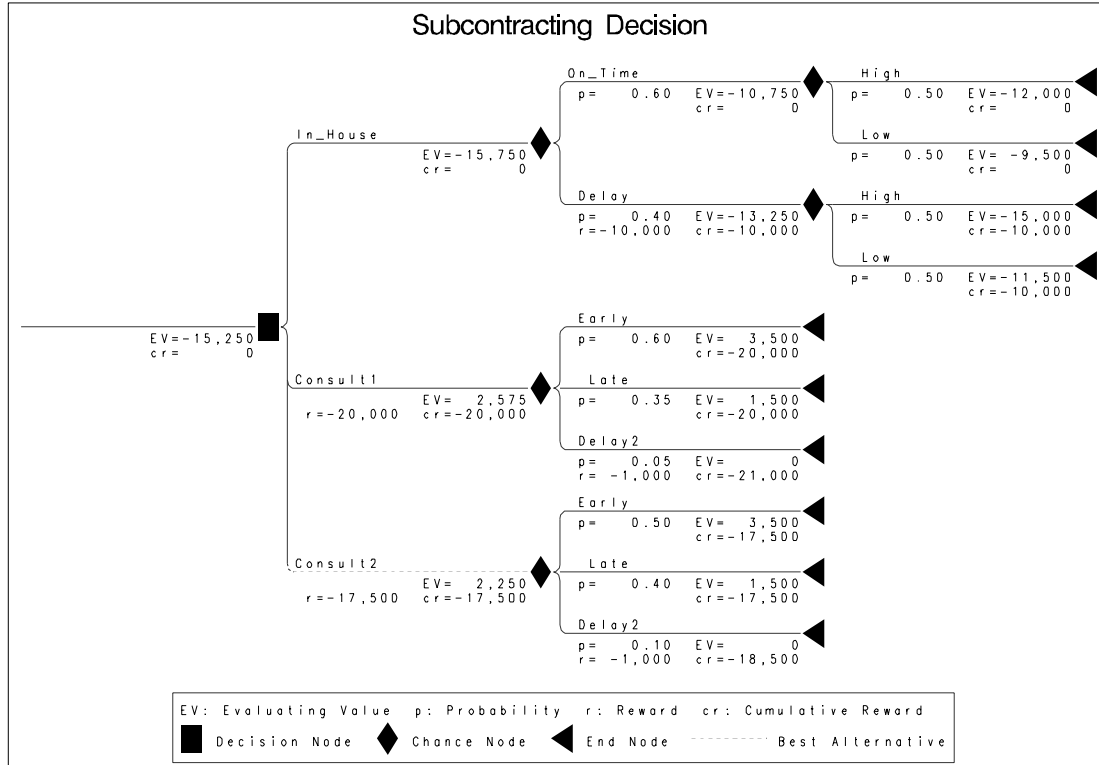 Subcontracting Decision
On_Time
p= 0.60 EV=-10,750
cr= 0
High
p= 0.50 EV=-12,000
cr= 0
Low
p= 0.50 EV= -9,500
cr= 0
In_House
EV=-15,750
cr= 0
Delay
p= 0.40 EV=-13,250
r=-10,000 cr=-10,000
High
p= 0.50 EV=-15,000
cr=-10,000
Low
p= 0.50 EV=-11,500
cr=-10,000
EV=-15,250
cr= 0
Early
p= 0.60 EV= 3,500
cr=-20,000
Consult1
EV= 2,575
r=-20,000 cr=-20,000
Late
p= 0.35 EV= 1,500
cr=-20,000
Delay2
p= 0.05 EV= 0
r= -1,000 cr=-21,000
Early
p= 0.50 EV= 3,500
cr=-17,500
Consult2
EV= 2,250
r=-17,500 cr=-17,500
Late
p= 0.40 EV= 1,500
cr=-17,500
Delay2
p= 0.10 EV= 0
r= -1,000 cr=-18,500
EV: Evaluating Value p: Probability r: Reward cr: Cumulative Reward
Decision Node Chance Node End Node Best Alternative